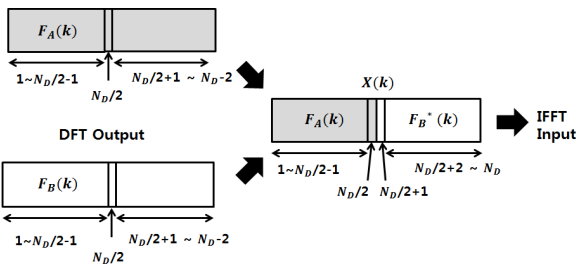 F_A(k)
1~N_D/2-1
N_D/2+1 ~ N_D-2
N_D/2
DFT Output
F_B(k)
1~N_D/2-1
N_D/2+1 ~ N_D-2
N_D/2
X(k)
F_A(k)
F_B*(k)
1~N_D/2-1
N_D/2+2 ~ N_D
N_D/2
N_D/2+1
IFFT
Input